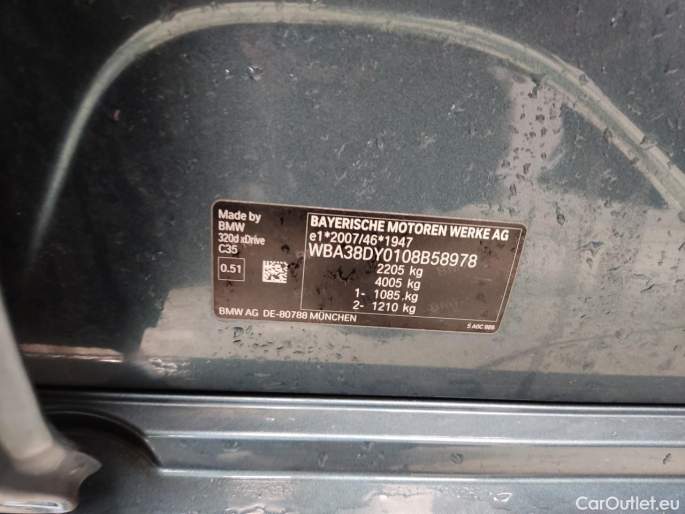 Made by
BMW
320d xDrive
C35
0.51
BAYERISCHE MOTOREN WERKE AG
e1*2007/46*1947
WBA38DY0108B58978
2205 kg
4005 kg
1- 1085 kg
2- 1210 kg
BMW AG DE-80788 MÜNCHEN
CarOutlet.eu